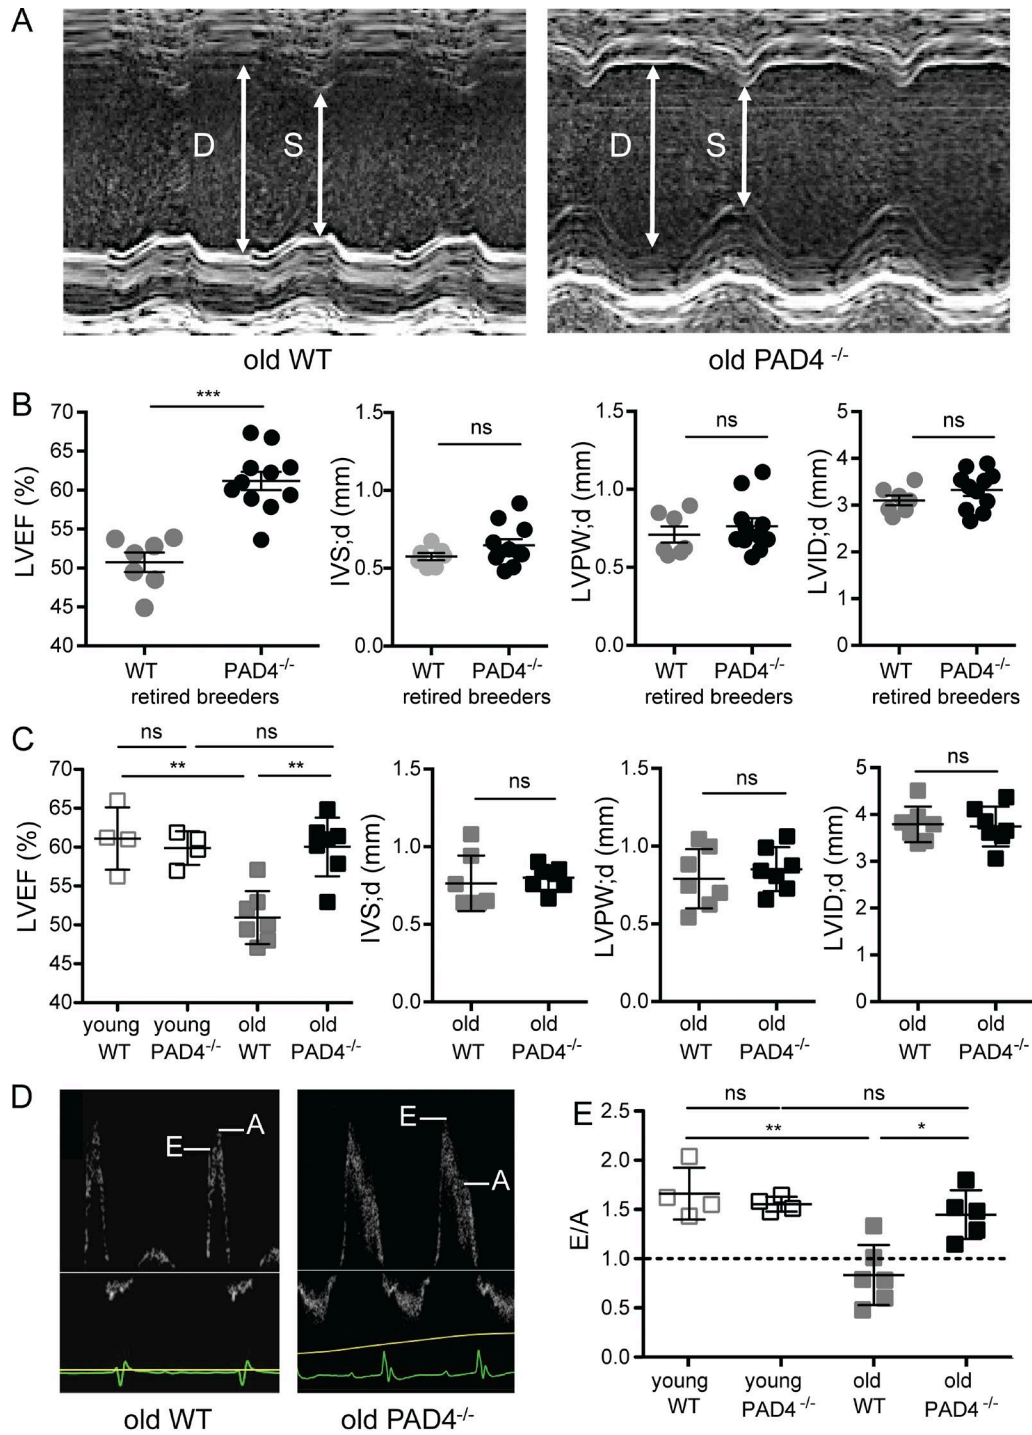 A
D
S
D
S
old WT
old PAD4 -/-
B
***
70
65
60
55
50
45
40
LVEF (%)
WT
PAD4-/-
retired breeders
ns
1.5
1.0
0.5
0.0
IVS;d (mm)
WT
PAD4-/-
retired breeders
ns
1.5
1.0
0.5
0.0
LVPW;d (mm)
WT
PAD4-/-
retired breeders
ns
5
4
3
2
1
0
LVID;d (mm)
WT
PAD4-/-
retired breeders
C
ns
ns
**
**
70
65
60
55
50
45
40
LVEF (%)
young
WT
young
PAD4-/-
old
WT
old
PAD4-/-
ns
1.5
1.0
0.5
0.0
IVS;d (mm)
old
WT
old
PAD4-/-
ns
1.5
1.0
0.5
0.0
LVPW;d (mm)
old
WT
old
PAD4-/-
ns
5
4
3
2
1
0
LVID;d (mm)
old
WT
old
PAD4-/-
D
E
A
E
A
old WT
old PAD4-/-
E
ns
ns
**
*
2.5
2.0
1.5
1.0
0.5
0.0
E/A
young
WT
young
PAD4-/-
old
WT
old
PAD4-/-